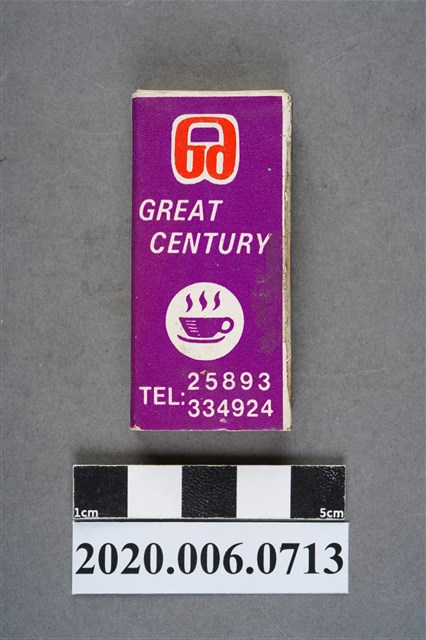 GREAT
CENTURY
TEL: 25893
334924
1cm 5cm
2020.006.0713